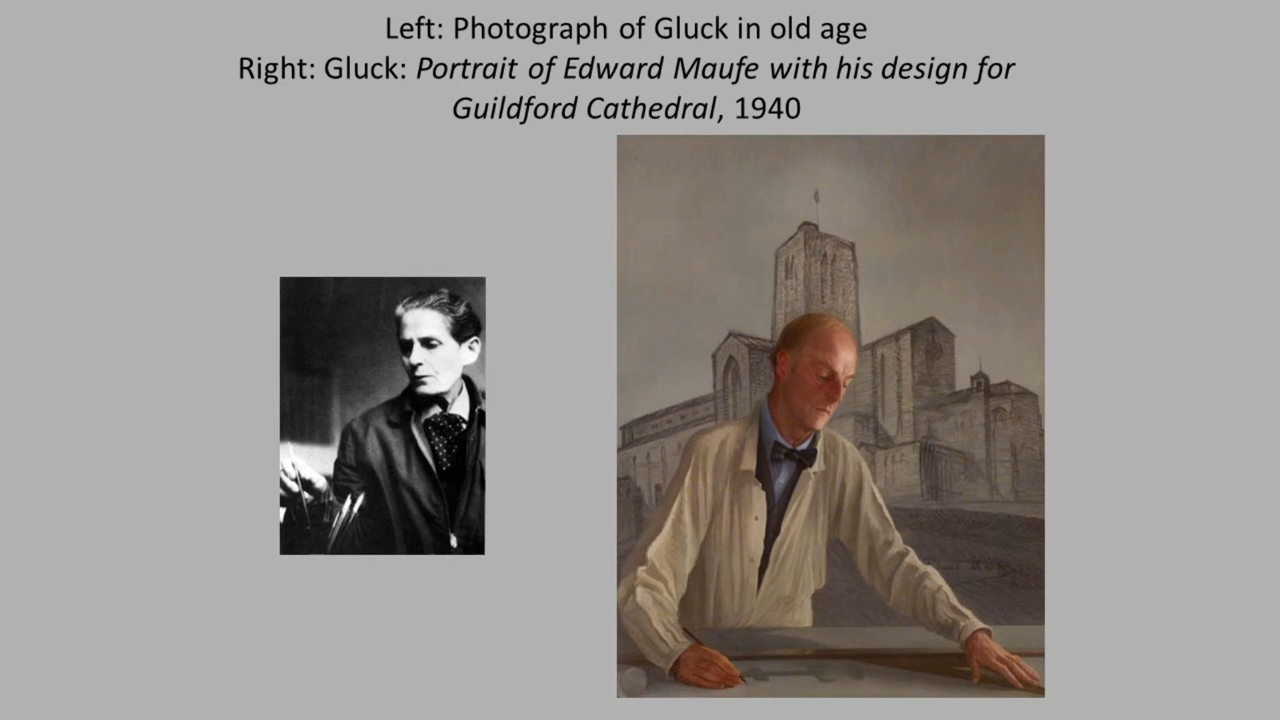 Left: Photograph of Gluck in old age
Right: Gluck: Portrait of Edward Maufe with his design for
Guildford Cathedral, 1940